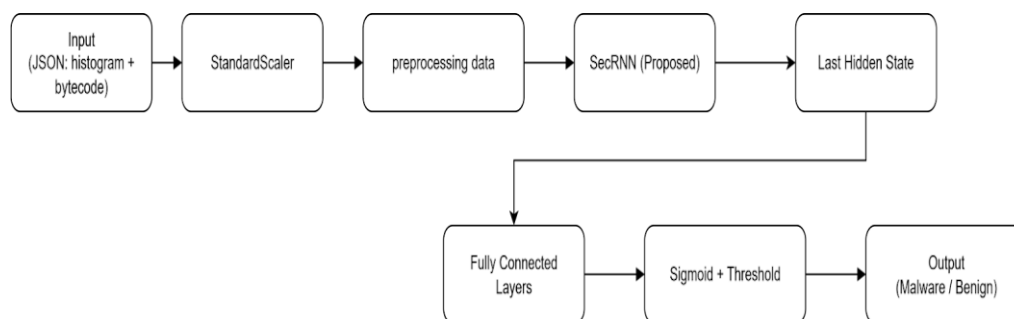 Input
(JSON: histogram +
bytecode)
StandardScaler
preprocessing data
SecRNN (Proposed)
Last Hidden State
Fully Connected
Layers
Sigmoid + Threshold
Output
(Malware / Benign)